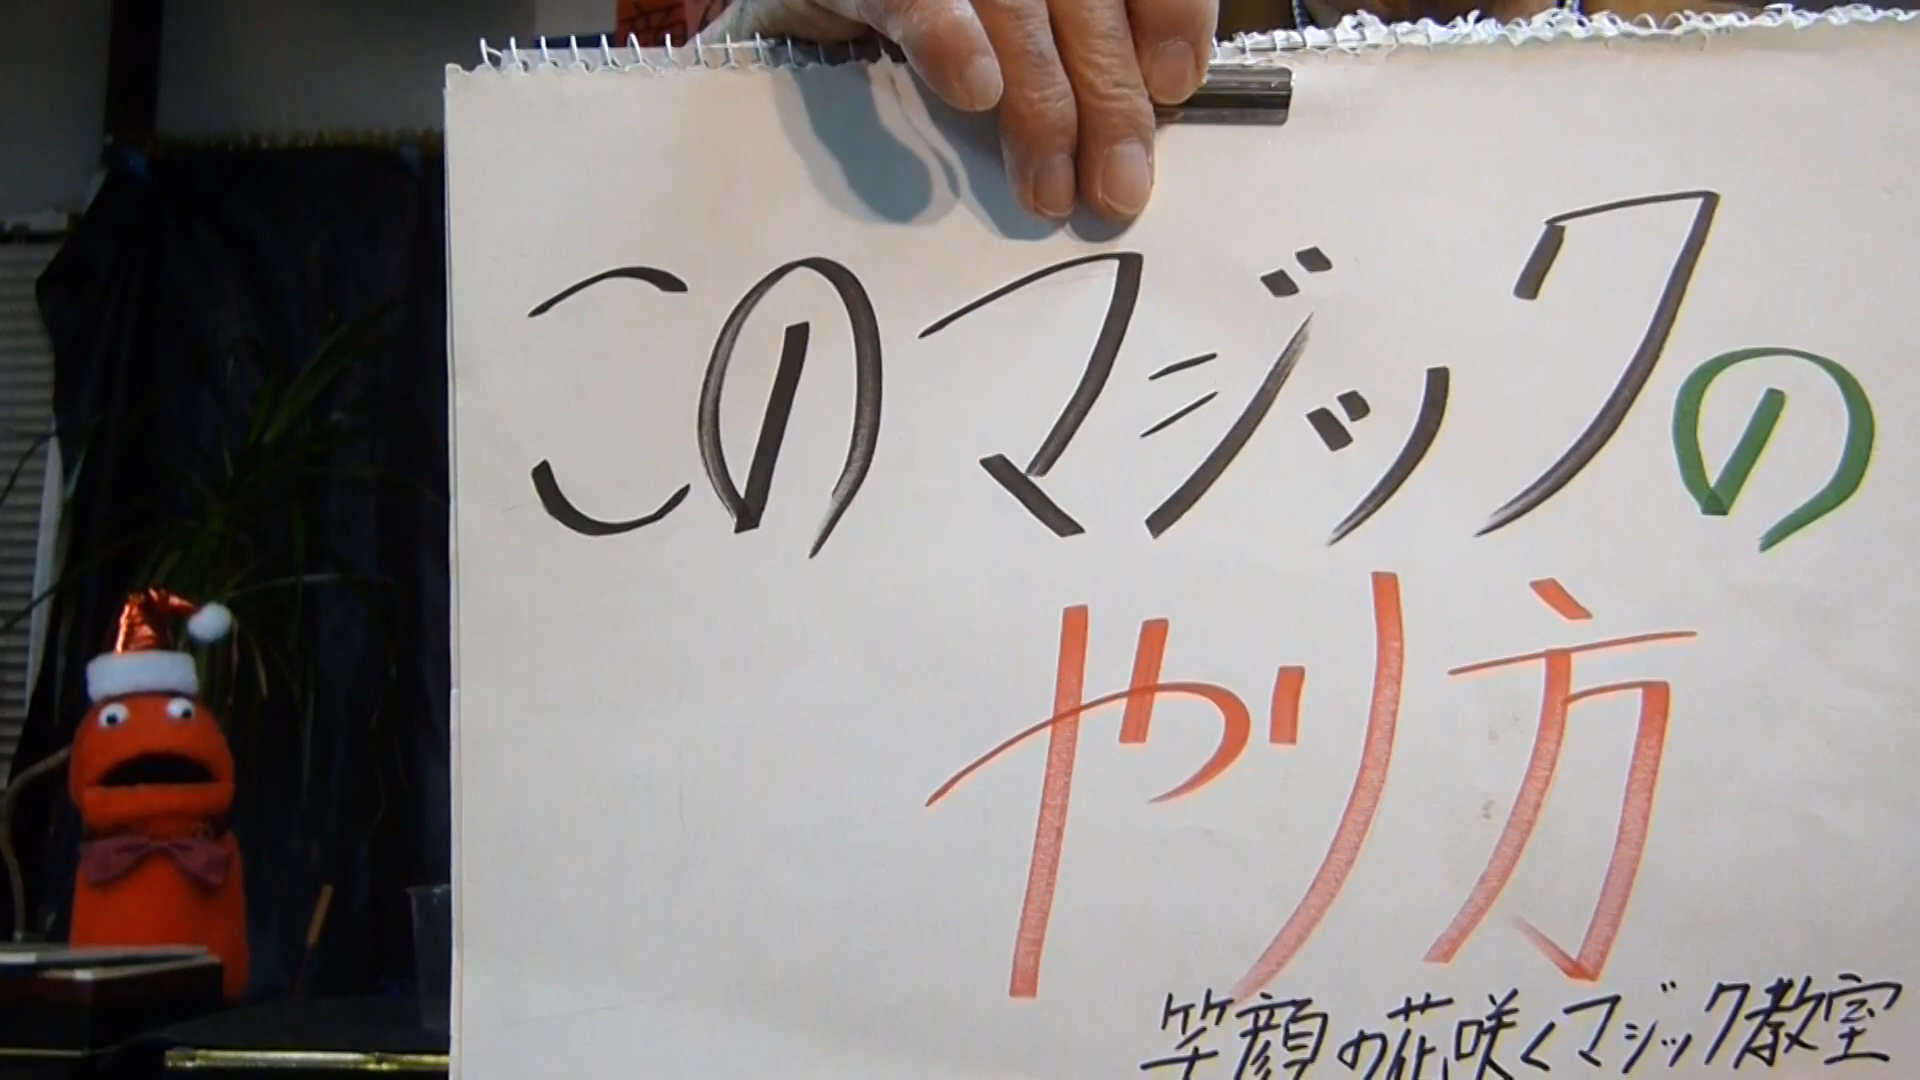 このマジックの
やり方
笑顔の花咲くマジック教室